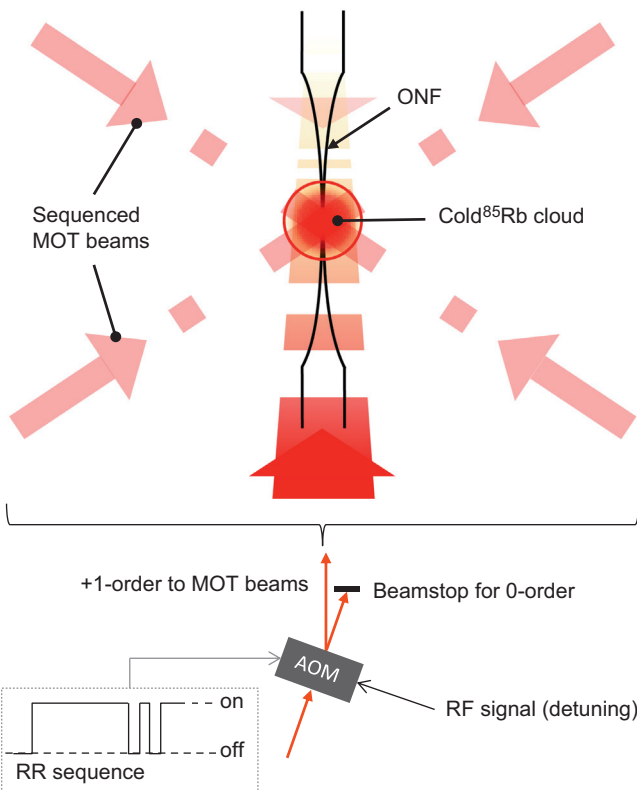 ONF
Sequenced
MOT beams
Cold⁸⁵Rb cloud
+1-order to MOT beams
Beamstop for 0-order
AOM
on
off
RR sequence
RF signal (detuning)